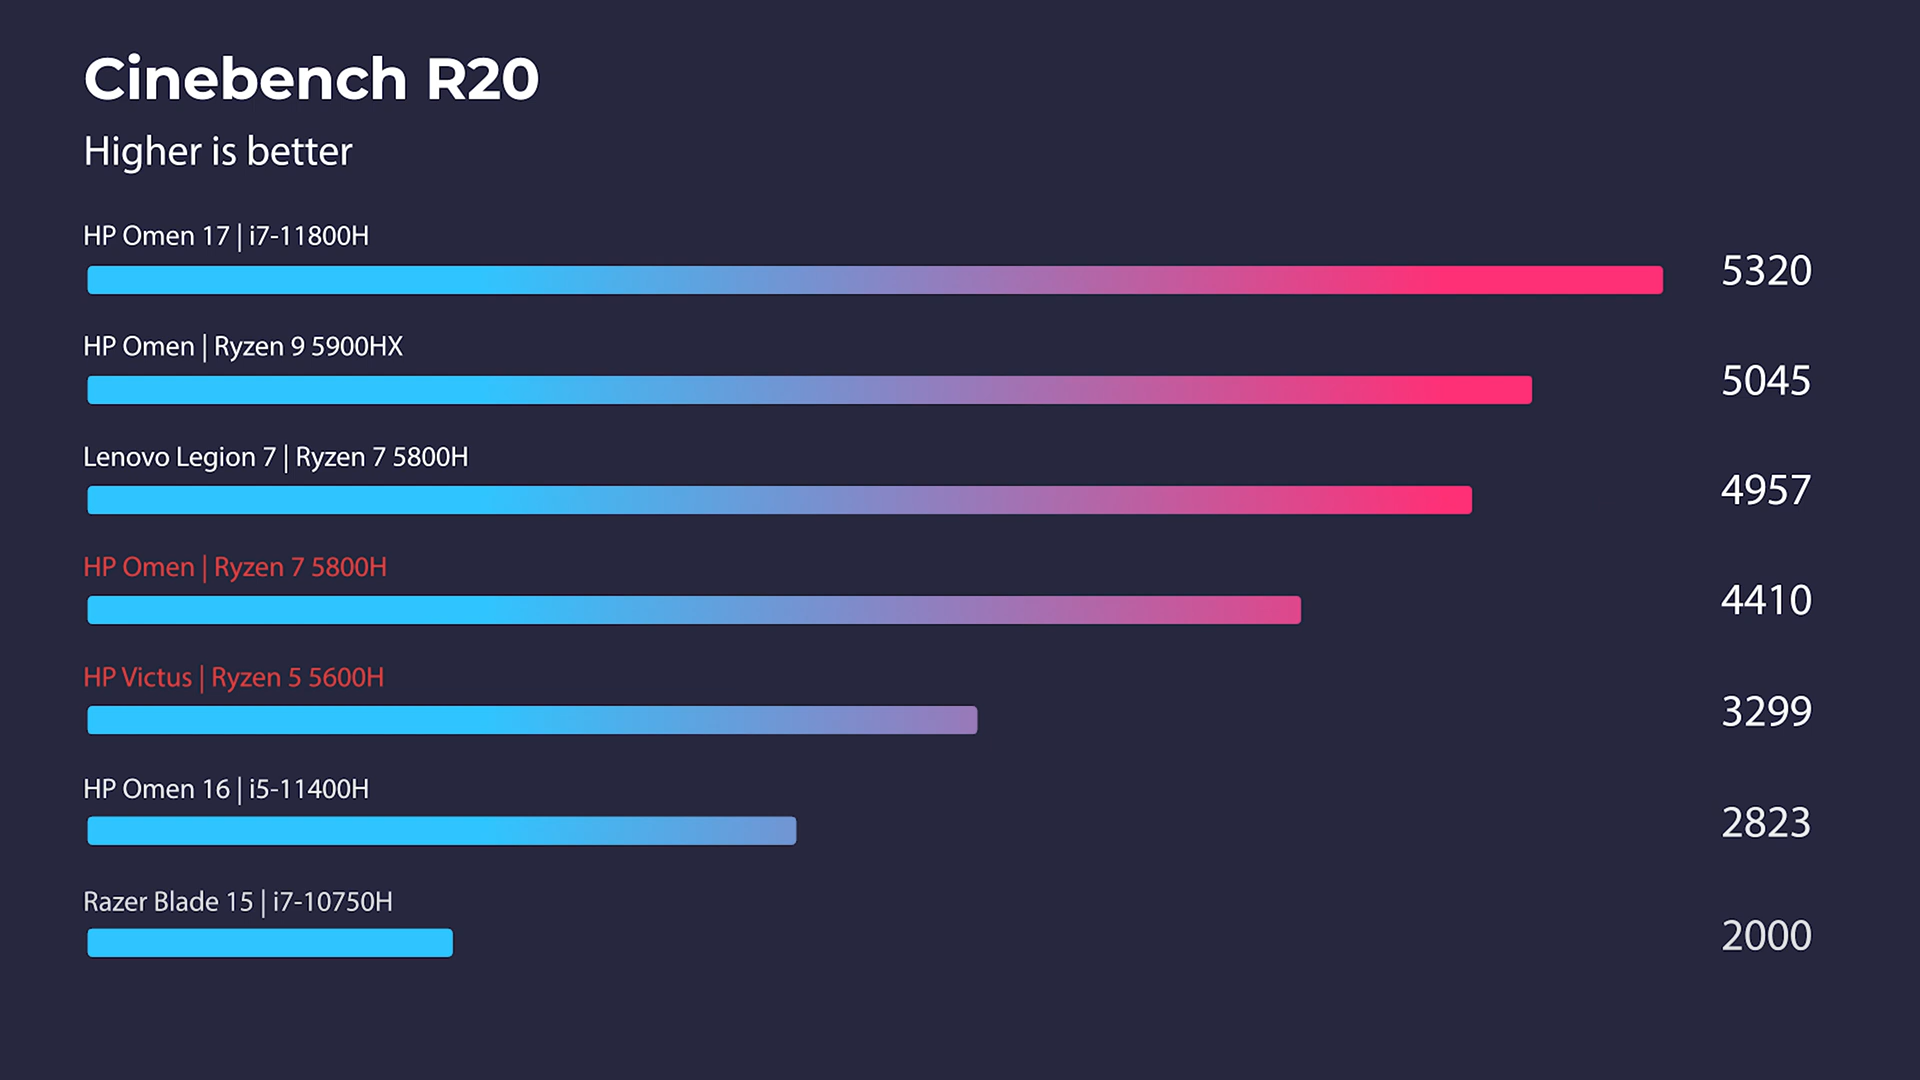 Cinebench R20
Higher is better
HP Omen 17 | i7-11800H
5320
HP Omen | Ryzen 9 5900HX
5045
Lenovo Legion 7 | Ryzen 7 5800H
4957
HP Omen | Ryzen 7 5800H
4410
HP Victus | Ryzen 5 5600H
3299
HP Omen 16 | i5-11400H
2823
Razer Blade 15 | i7-10750H
2000